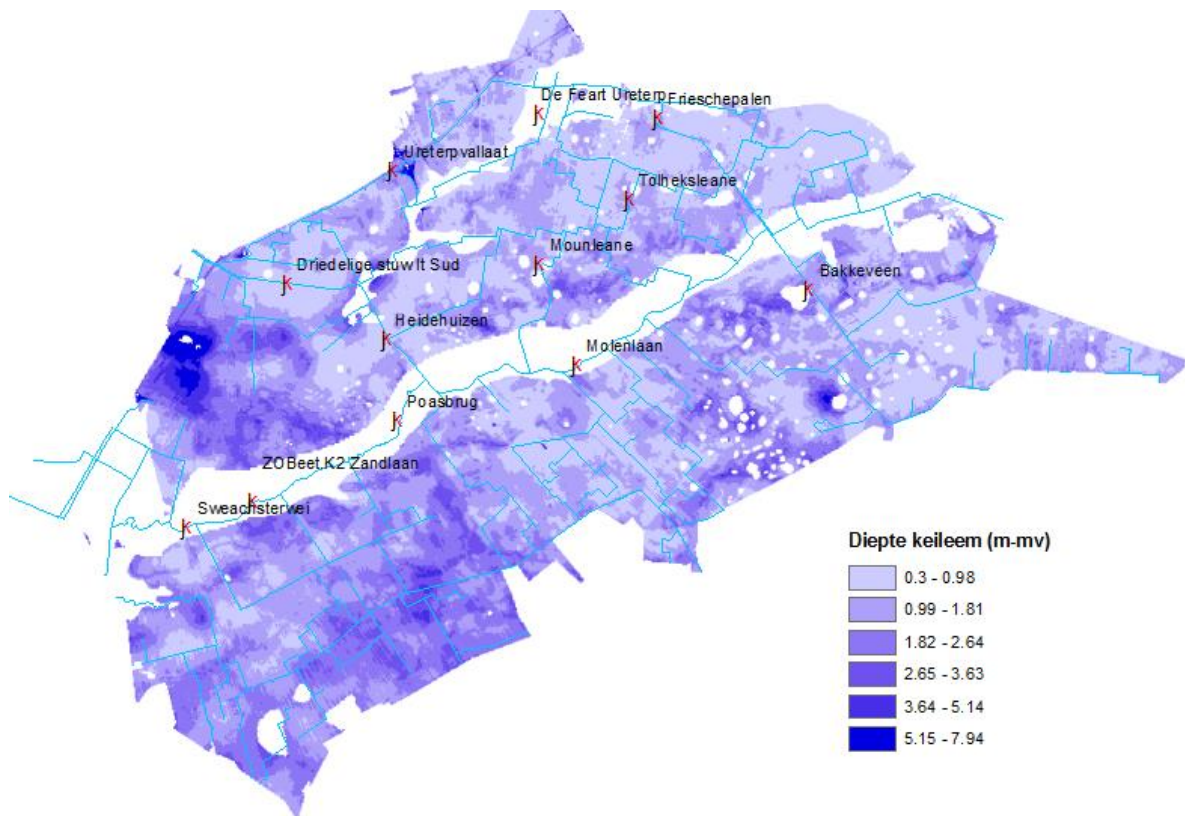 De Feart Ureterp
Frieschepalen
Ureterpvallaat
Tolheksleane
Mounleane
Driedelige stuw It Sud
Bakkeveen
Heidehuizen
Molenlaan
Poasbrug
ZOBeet K2 Zandlaan
Sweachsterwei
Diepte keileem (m-mv)
0.3 - 0.98
0.99 - 1.81
1.82 - 2.64
2.65 - 3.63
3.64 - 5.14
5.15 - 7.94